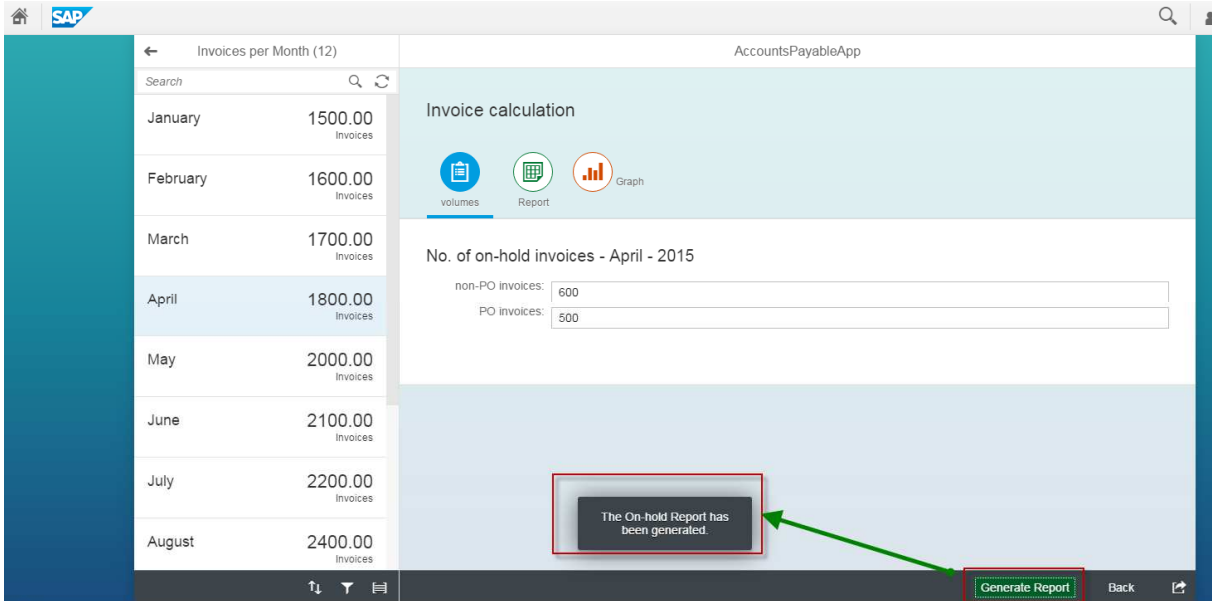 SAP
Invoices per Month (12)
AccountsPayableApp
Search
January 1500.00
Invoices
February 1600.00
Invoices
March 1700.00
Invoices
April 1800.00
Invoices
May 2000.00
Invoices
June 2100.00
Invoices
July 2200.00
Invoices
August 2400.00
Invoices
Invoice calculation
volumes
Report
Graph
No. of on-hold invoices - April - 2015
non-PO invoices: 600
PO invoices: 500
The On-hold Report has
been generated.
Generate Report
Back